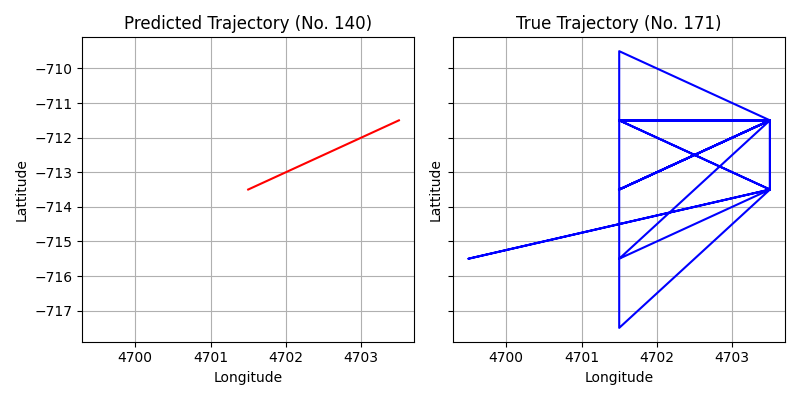 Predicted Trajectory (No. 140)
−710
−711
−712
−713
−714
−715
−716
−717
Lattitude
4700 4701 4702 4703
Longitude
True Trajectory (No. 171)
Lattitude
4700 4701 4702 4703
Longitude